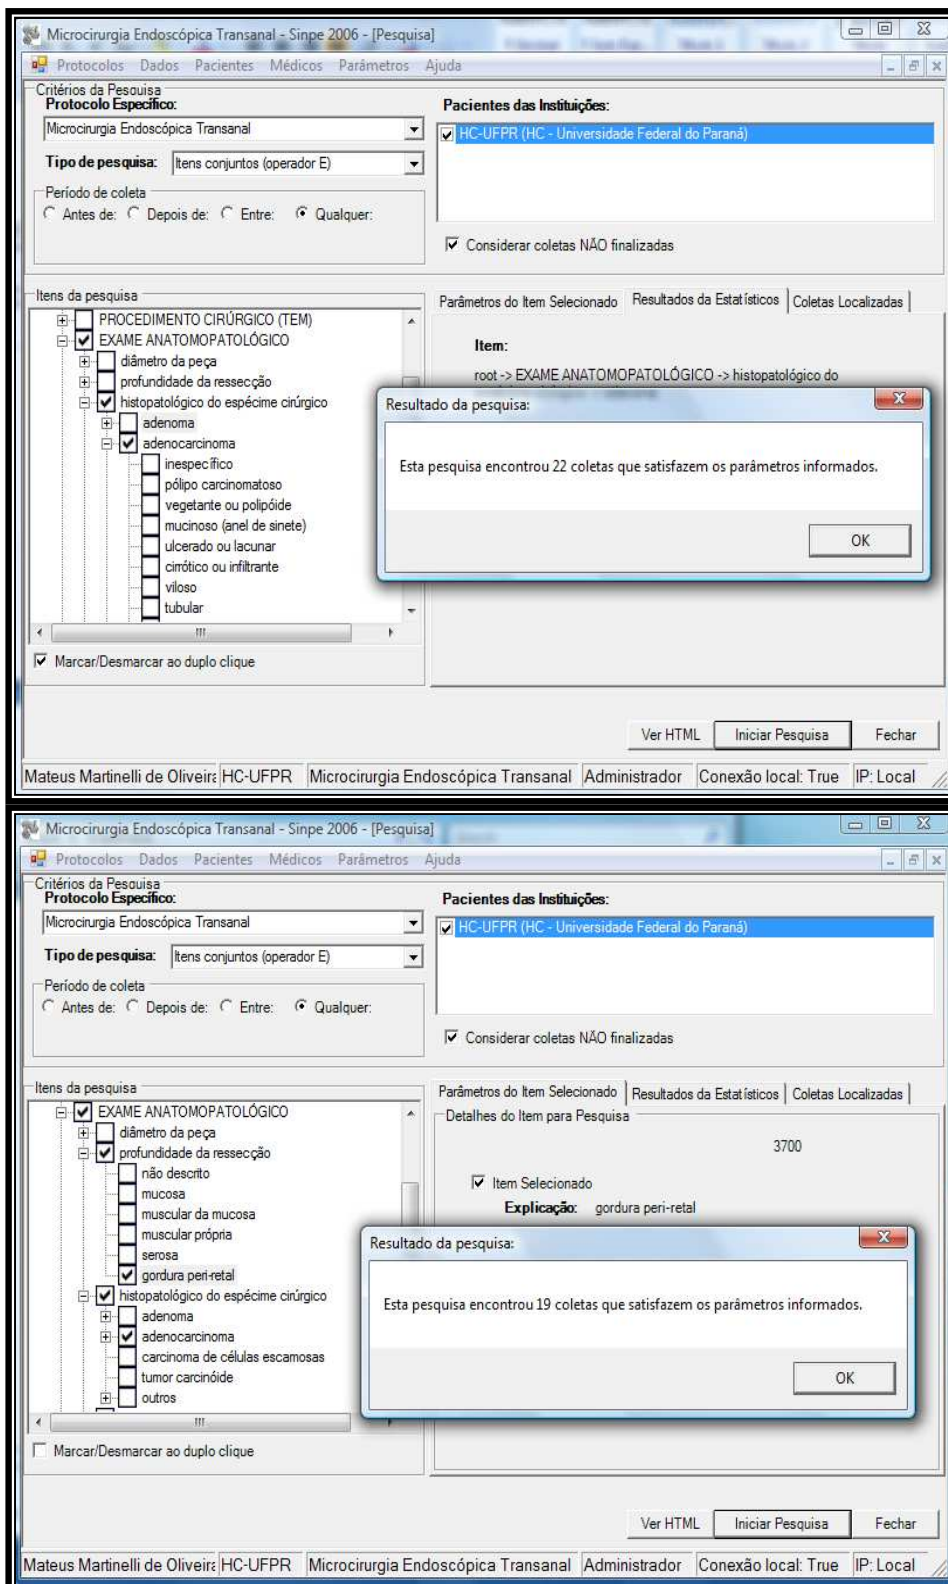 Microcirurgia Endoscópica Transanal - Sinpe 2006 - [Pesquisa]
Protocolos Dados Pacientes Médicos Parâmetros Ajuda
Critérios da Pesquisa
Protocolo Específico:
Pacientes das Instituições:
Microcirurgia Endoscópica Transanal
HC-UFPR (HC - Universidade Federal do Paraná)
Tipo de pesquisa: Itens conjuntos (operador E)
Período de coleta
Antes de: Depois de: Entre: Qualquer:
Considerar coletas NÃO finalizadas
Itens da pesquisa
Parâmetros do Item Selecionado Resultados da Estatísticos Coletas Localizadas
PROCEDIMENTO CIRÚRGICO (TEM)
EXAME ANATOMOPATOLÓGICO
Item:
diâmetro da peça
root -> EXAME ANATOMOPATOLÓGICO -> histopatológico do
profundidade da ressecção
histopatológico do espécime cirúrgico
Resultado da pesquisa:
adenoma
adenocarcinoma
inespecífico
Esta pesquisa encontrou 22 coletas que satisfazem os parâmetros informados.
pólipo carcinomatoso
vegetante ou polipóide
mucinoso (anel de sinete)
ulcerado ou lacunar
OK
cirrótico ou infiltrante
viloso
tubular
Marcar/Desmarcar ao duplo clique
Ver HTML Iniciar Pesquisa Fechar
Mateus Martinelli de Oliveira HC-UFPR Microcirurgia Endoscópica Transanal Administrador Conexão local: True IP: Local
Microcirurgia Endoscópica Transanal - Sinpe 2006 - [Pesquisa]
Protocolos Dados Pacientes Médicos Parâmetros Ajuda
Critérios da Pesquisa
Protocolo Específico:
Pacientes das Instituições:
Microcirurgia Endoscópica Transanal
HC-UFPR (HC - Universidade Federal do Paraná)
Tipo de pesquisa: Itens conjuntos (operador E)
Período de coleta
Antes de: Depois de: Entre: Qualquer:
Considerar coletas NÃO finalizadas
Itens da pesquisa
Parâmetros do Item Selecionado Resultados da Estatísticos Coletas Localizadas
EXAME ANATOMOPATOLÓGICO
Detalhes do Item para Pesquisa
diâmetro da peça
profundidade da ressecção
3700
não descrito
Item Selecionado
mucosa
Explicação: gordura peri-retal
muscular da mucosa
muscular própria
Resultado da pesquisa:
serosa
gordura peri-retal
histopatológico do espécime cirúrgico
Esta pesquisa encontrou 19 coletas que satisfazem os parâmetros informados.
adenoma
adenocarcinoma
carcinoma de células escamosas
tumor carcinóide
OK
outros
Marcar/Desmarcar ao duplo clique
Ver HTML Iniciar Pesquisa Fechar
Mateus Martinelli de Oliveira HC-UFPR Microcirurgia Endoscópica Transanal Administrador Conexão local: True IP: Local